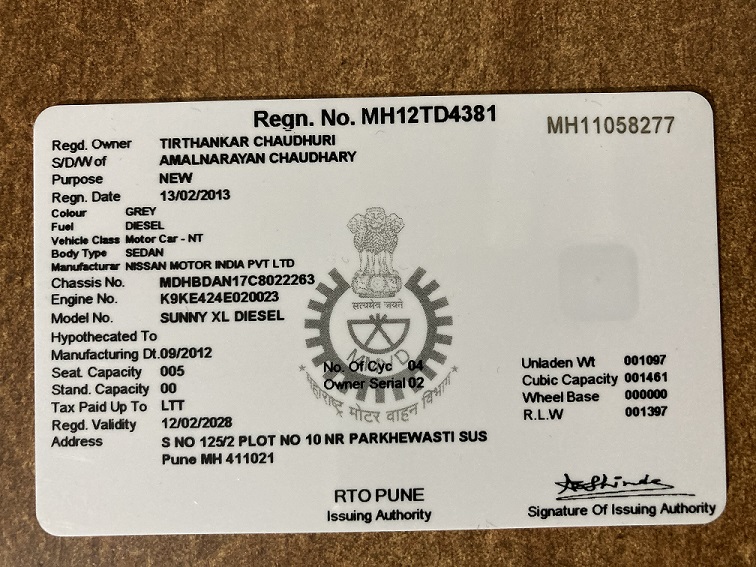 Regn. No. MH12TD4381
MH11058277
Regd. Owner TIRTHANKAR CHAUDHURI
S/D/W of AMALNARAYAN CHAUDHARY
Purpose NEW
Regn. Date 13/02/2013
Colour GREY
Fuel DIESEL
Vehicle Class Motor Car - NT
Body Type SEDAN
Manufacturar NISSAN MOTOR INDIA PVT LTD
Chassis No. MDHBDAN17C8022263
Engine No. K9KE424E020023
Model No. SUNNY XL DIESEL
Hypothecated To
Manufacturing Dt. 09/2012
Seat. Capacity 005
Stand. Capacity 00
Tax Paid Up To LTT
Regd. Validity 12/02/2028
Address S NO 125/2 PLOT NO 10 NR PARKHEWASTI SUS
Pune MH 411021
सत्यमेव जयते
MMVD
No. Of Cyc 04
Owner Serial 02
महाराष्ट्र मोटर वाहन विभाग
Unladen Wt 001097
Cubic Capacity 001461
Wheel Base 000000
R.L.W 001397
RTO PUNE
Issuing Authority
Signature Of Issuing Authority